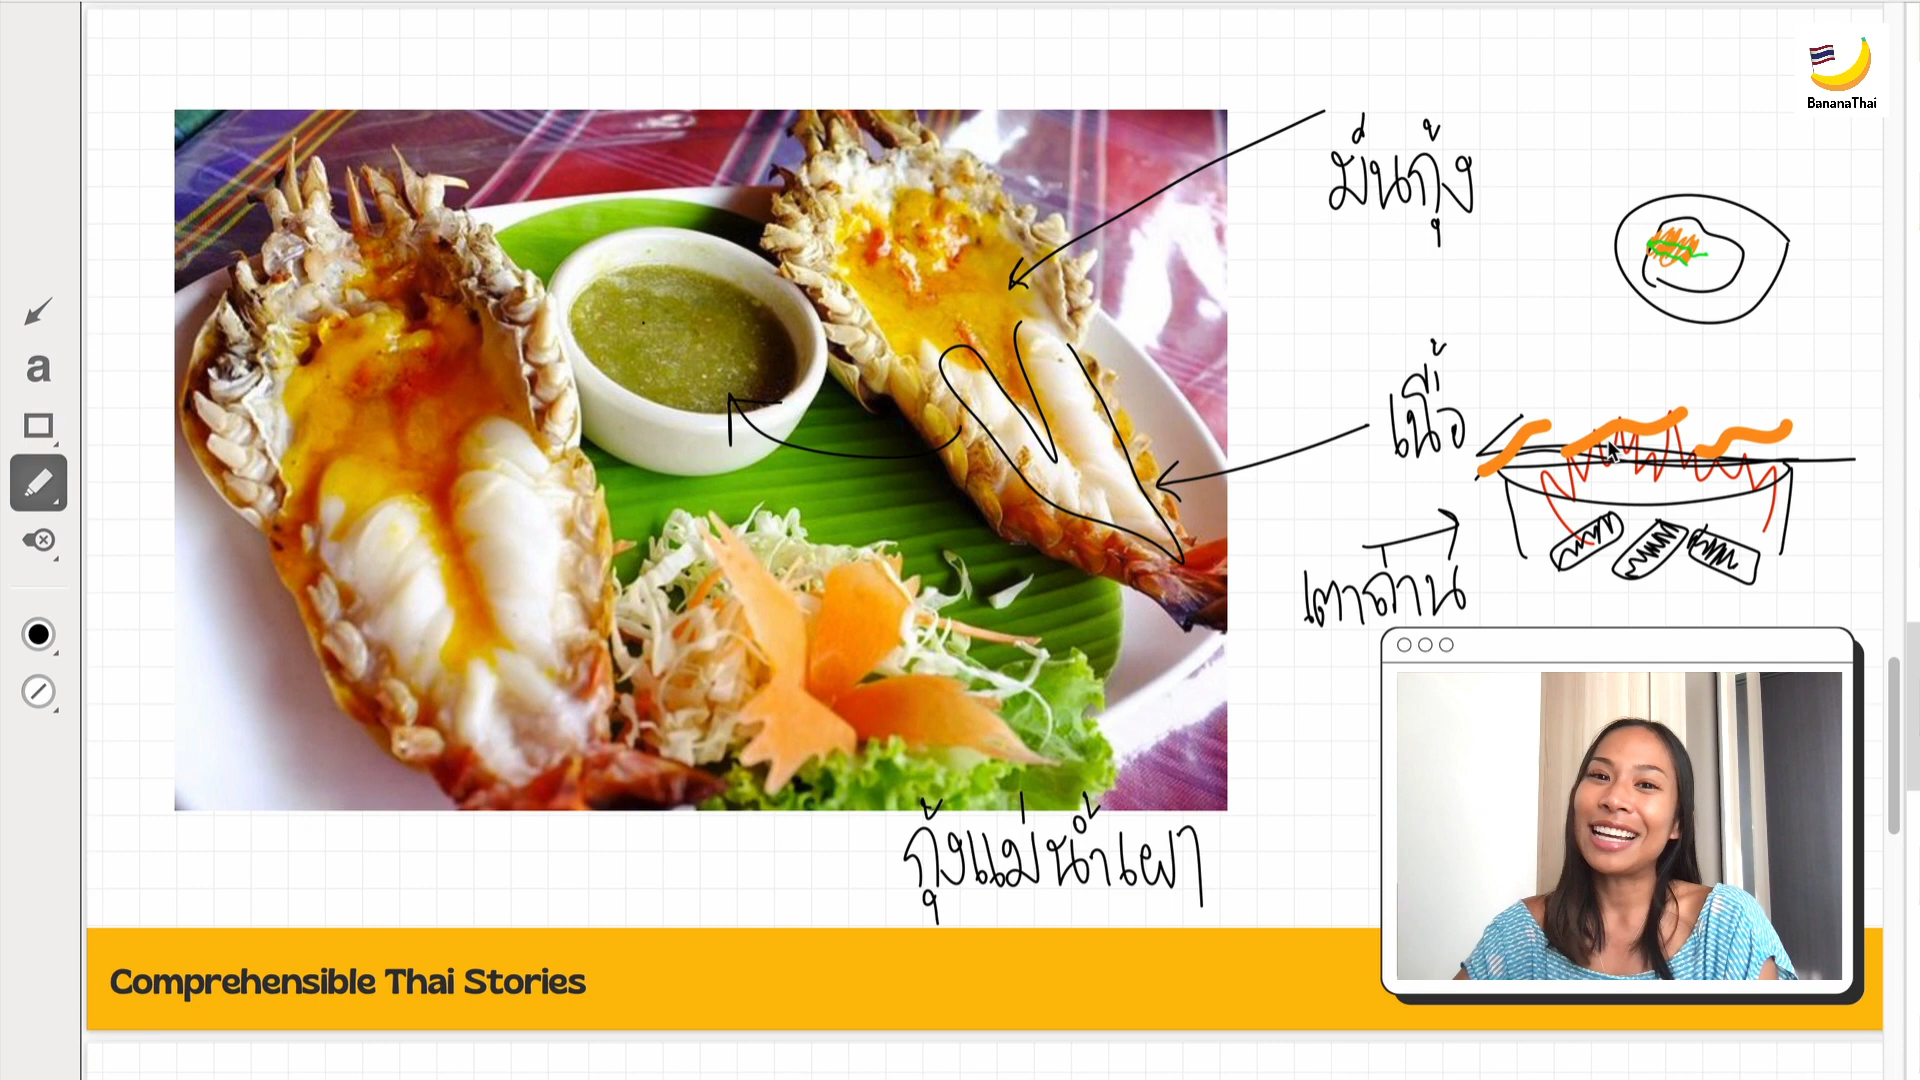 BananaThai
มันกุ้ง
เนื้อ
เตาถ่าน
กุ้งแม่น้ำเผา
Comprehensible Thai Stories
a